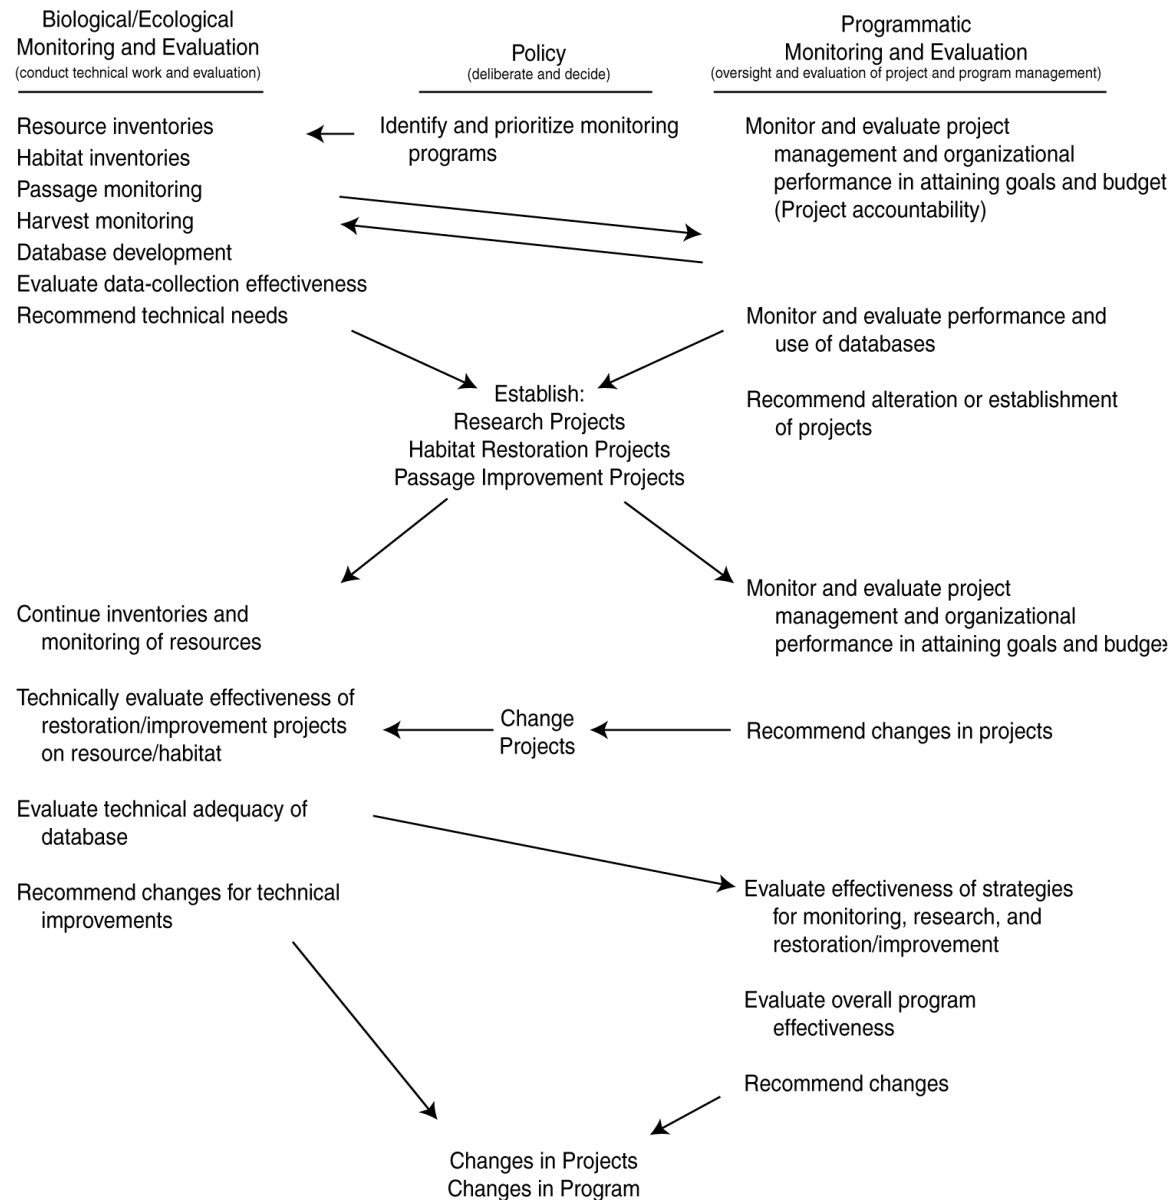 Biological/Ecological
Monitoring and Evaluation
(conduct technical work and evaluation)
Policy
(deliberate and decide)
Programmatic
Monitoring and Evaluation
(oversight and evaluation of project and program management)
Resource inventories
Habitat inventories
Passage monitoring
Harvest monitoring
Database development
Evaluate data-collection effectiveness
Recommend technical needs
Identify and prioritize monitoring
programs
Monitor and evaluate project
management and organizational
performance in attaining goals and budget
(Project accountability)
Monitor and evaluate performance and
use of databases
Recommend alteration or establishment
of projects
Establish:
Research Projects
Habitat Restoration Projects
Passage Improvement Projects
Continue inventories and
monitoring of resources
Technically evaluate effectiveness of
restoration/improvement projects
on resource/habitat
Evaluate technical adequacy of
database
Recommend changes for technical
improvements
Change
Projects
Monitor and evaluate project
management and organizational
performance in attaining goals and budge
Recommend changes in projects
Evaluate effectiveness of strategies
for monitoring, research, and
restoration/improvement
Evaluate overall program
effectiveness
Recommend changes
Changes in Projects
Changes in Program